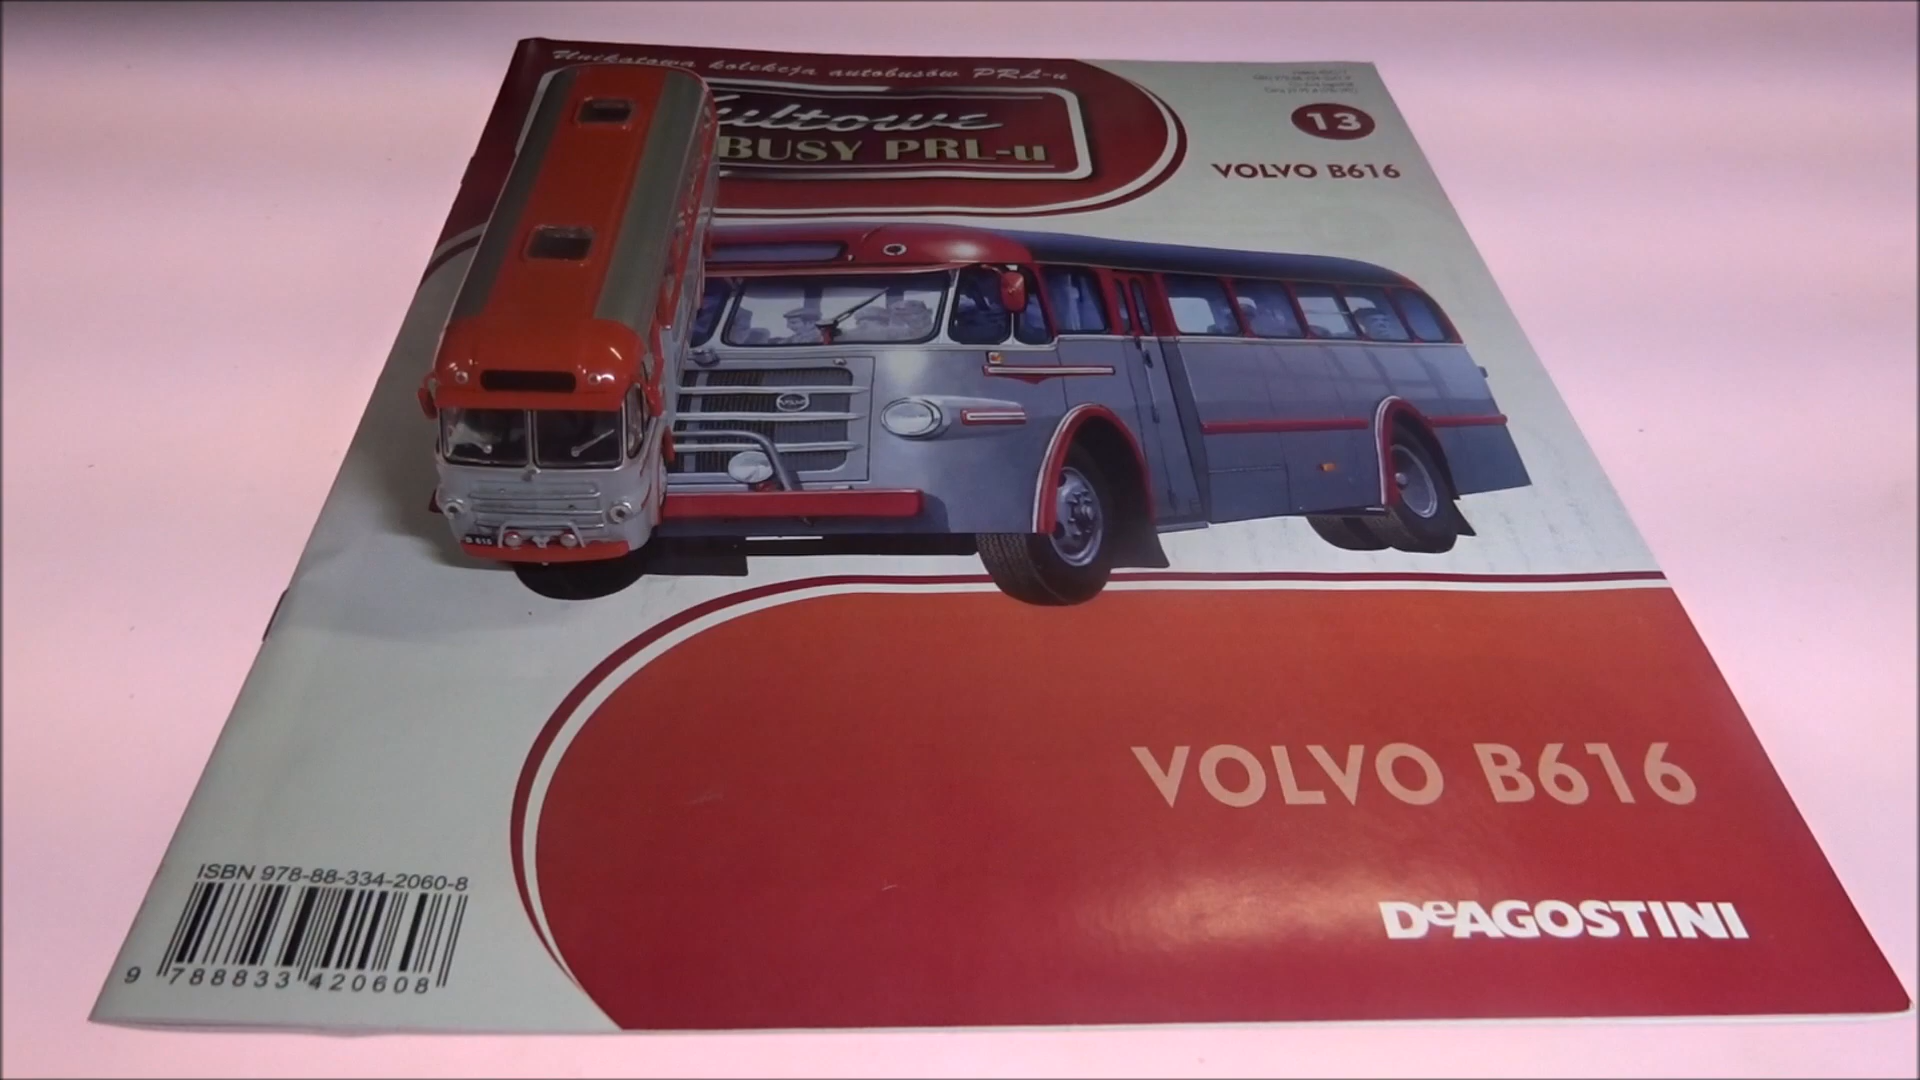 Unikatowa kolekcja autobusów PRL-u
BUSY PRL-u
13
VOLVO B616
VOLVO
VOLVO B616
DeAGOSTINI
ISBN 978-88-334-2060-8
9 788833 420608